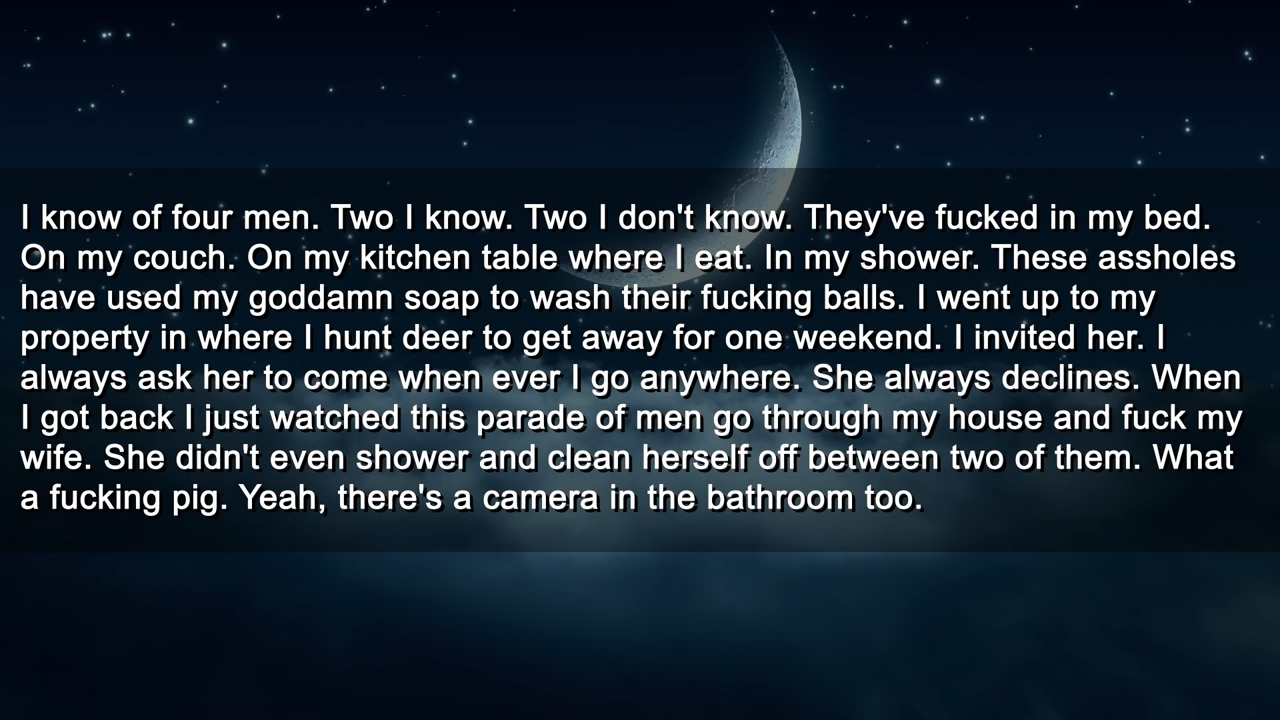 I know of four men. Two I know. Two I don't know. They've fucked in my bed.
On my couch. On my kitchen table where I eat. In my shower. These assholes
have used my goddamn soap to wash their fucking balls. I went up to my
property in where I hunt deer to get away for one weekend. I invited her. I
always ask her to come when ever I go anywhere. She always declines. When
I got back I just watched this parade of men go through my house and fuck my
wife. She didn't even shower and clean herself off between two of them. What
a fucking pig. Yeah, there's a camera in the bathroom too.